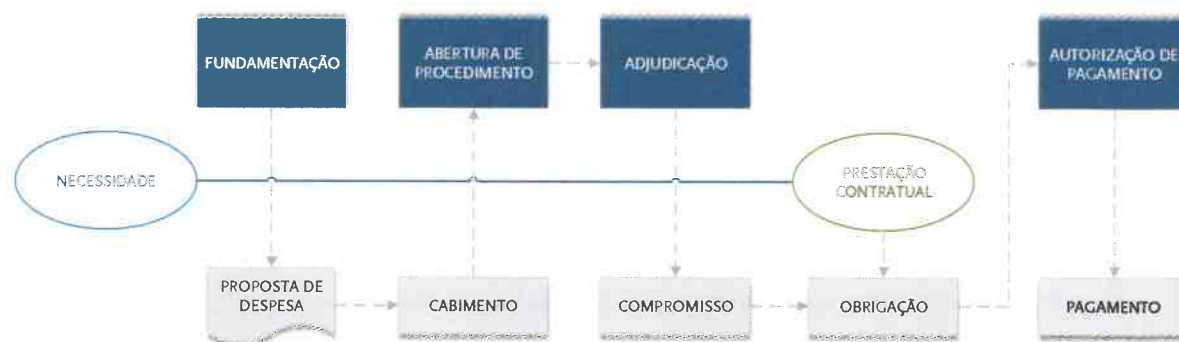 FUNDAMENTAÇÃO
ABERTURA DE
PROCEDIMENTO
ADJUDICAÇÃO
AUTORIZAÇÃO DE
PAGAMENTO
NECESSIDADE
PRESTAÇÃO
CONTRATUAL
PROPOSTA DE
DESPESA
CABIMENTO
COMPROMISSO
OBRIGAÇÃO
PAGAMENTO